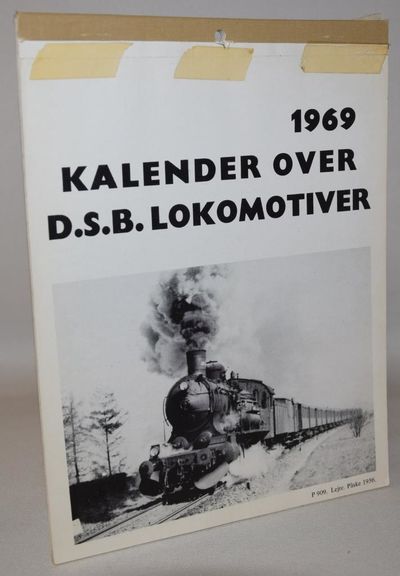 1969
KALENDER OVER
D.S.B. LOKOMOTIVER
P 909. Lejre. Påske 1956.